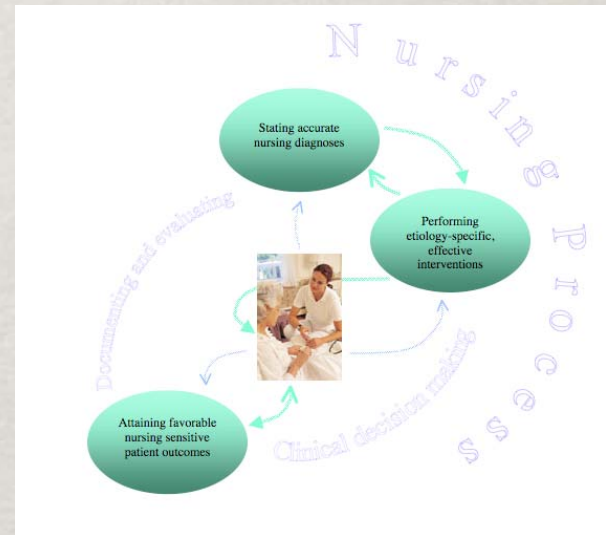 Nursing Process
Stating accurate
nursing diagnoses
Performing
etiology-specific,
effective
interventions
Documenting and evaluating
Clinical decision making
Attaining favorable
nursing sensitive
patient outcomes